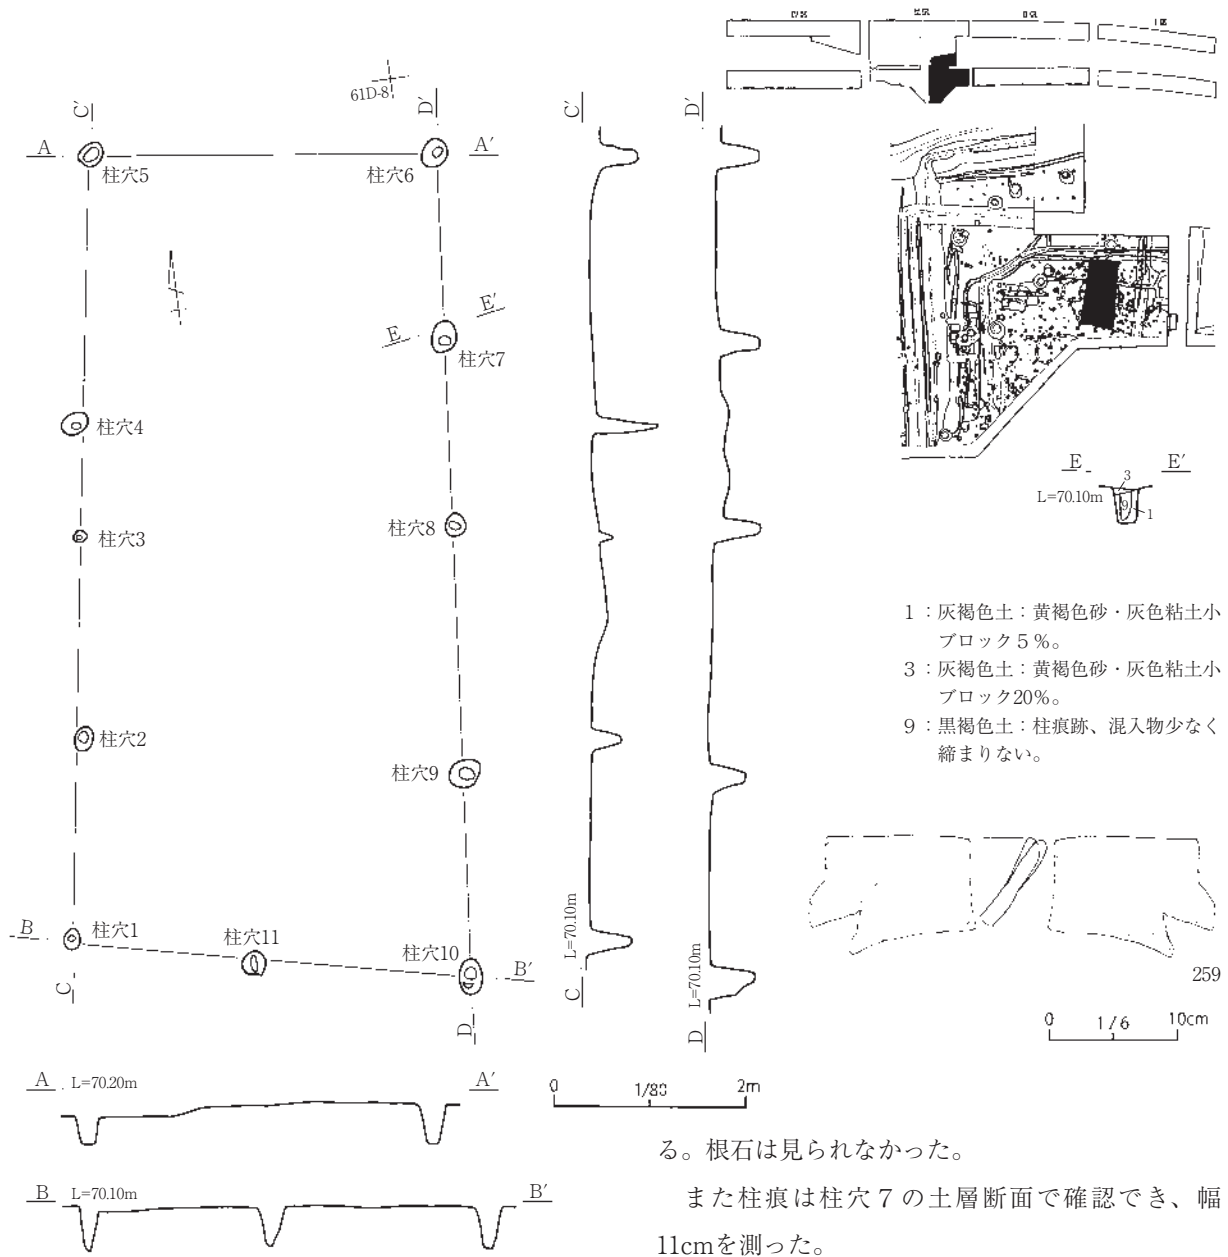 61D-8
C′
D′
A
A′
柱穴5
柱穴6
E
E′
柱穴7
柱穴4
柱穴3
柱穴8
柱穴2
柱穴9
B
柱穴1
柱穴11
柱穴10
B′
C
D
C′
D′
L=70.10m
C
L=70.10m
D
A
L=70.20m
A′
B
L=70.10m
B′
0
1/80
2m
E
E′
L=70.10m
3
9
1
1：灰褐色土：黄褐色砂・灰色粘土小
ブロック５％。
3：灰褐色土：黄褐色砂・灰色粘土小
ブロック20％。
9：黒褐色土：柱痕跡、混入物少なく
締まりない。
259
0
1/6
10cm
る。根石は見られなかった。
また柱痕は柱穴７の土層断面で確認でき、幅
11cmを測った。